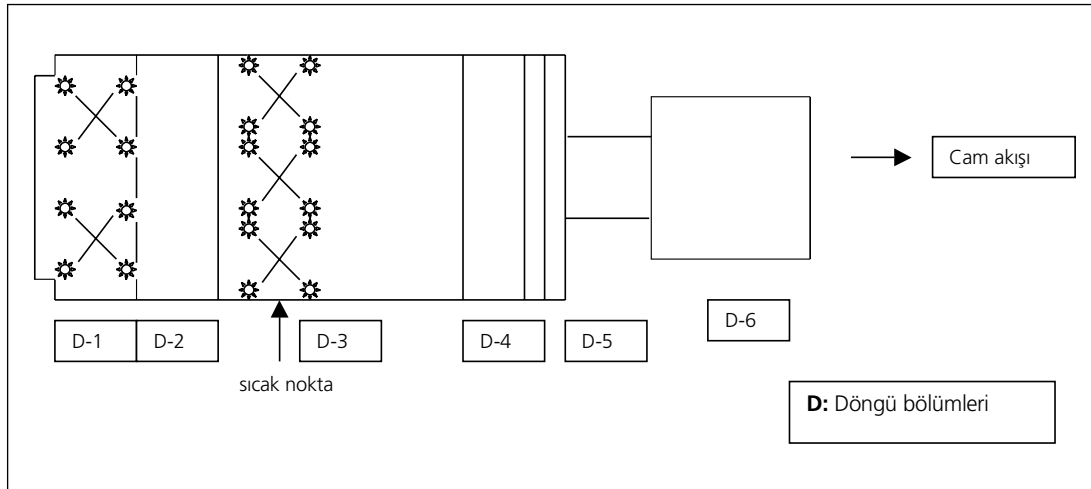 Cam akışı
D-1
D-2
D-3
D-4
D-5
D-6
sıcak nokta
D: Döngü bölümleri